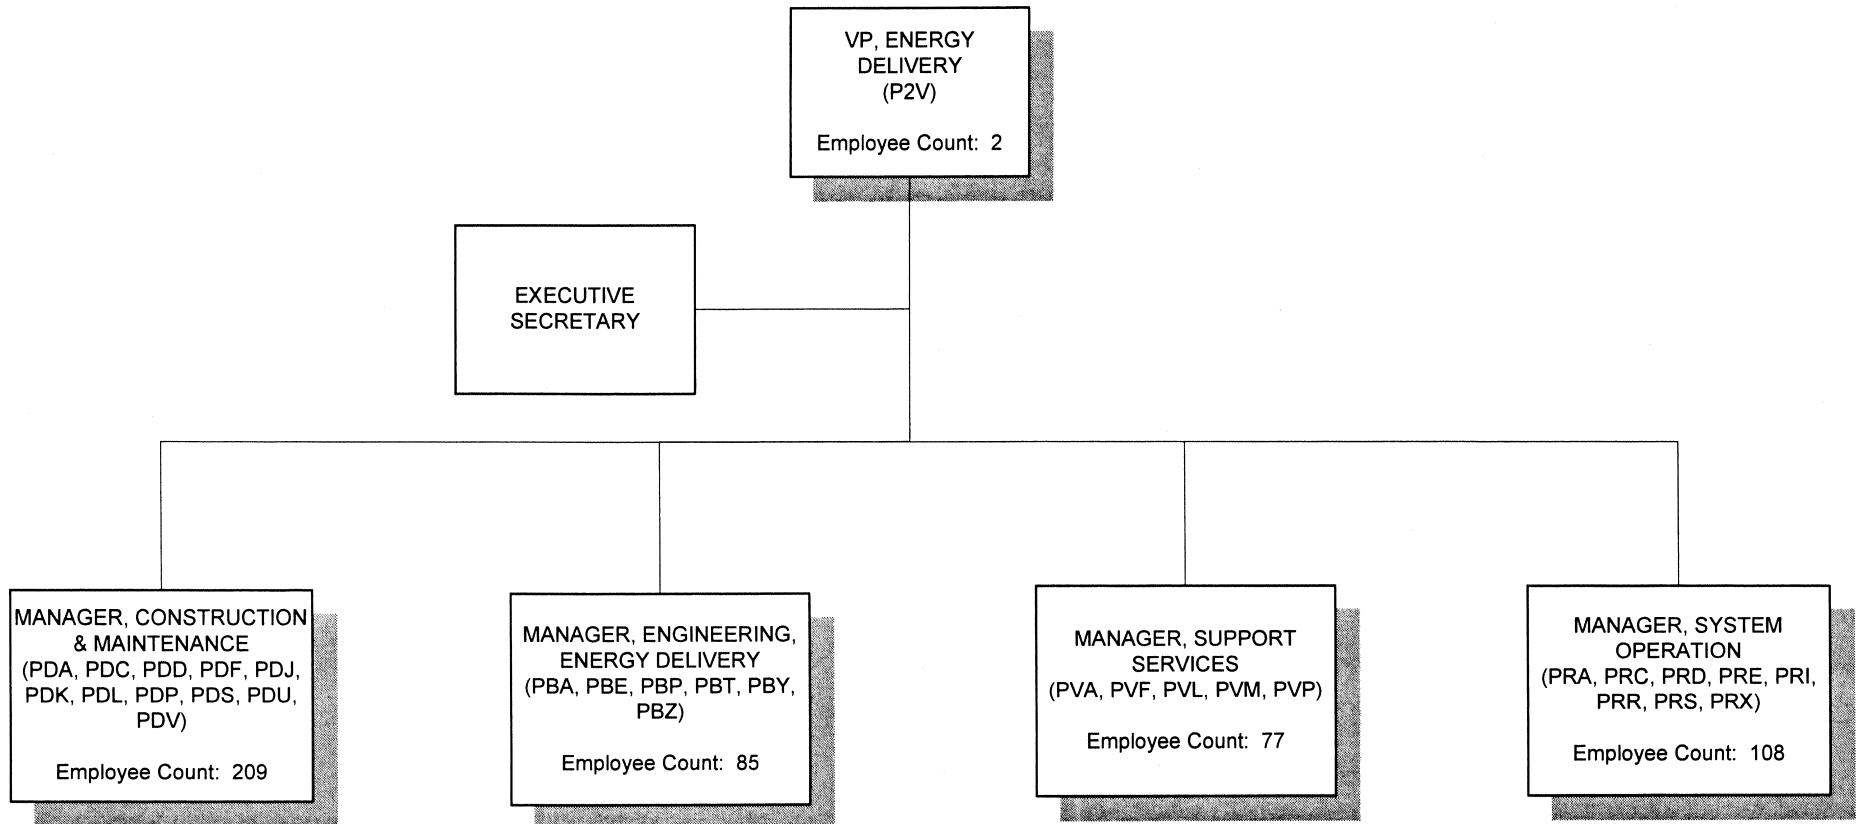 VP, ENERGY
DELIVERY
(P2V)
Employee Count: 2
EXECUTIVE
SECRETARY
MANAGER, CONSTRUCTION
& MAINTENANCE
(PDA, PDC, PDD, PDF, PDJ,
PDK, PDL, PDP, PDS, PDU,
PDV)
Employee Count: 209
MANAGER, ENGINEERING,
ENERGY DELIVERY
(PBA, PBE, PBP, PBT, PBY,
PBZ)
Employee Count: 85
MANAGER, SUPPORT
SERVICES
(PVA, PVF, PVL, PVM, PVP)
Employee Count: 77
MANAGER, SYSTEM
OPERATION
(PRA, PRC, PRD, PRE, PRI,
PRR, PRS, PRX)
Employee Count: 108